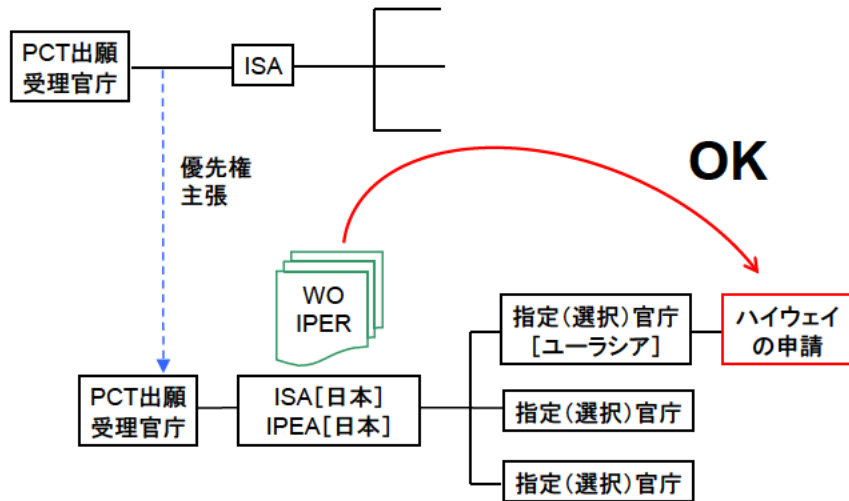 PCT出願
受理官庁
ISA
OK
優先権
主張
WO
IPER
指定(選択)官庁
[ユーラシア]
ハイウェイ
の申請
PCT出願
受理官庁
ISA[日本]
IPEA[日本]
指定(選択)官庁
指定(選択)官庁